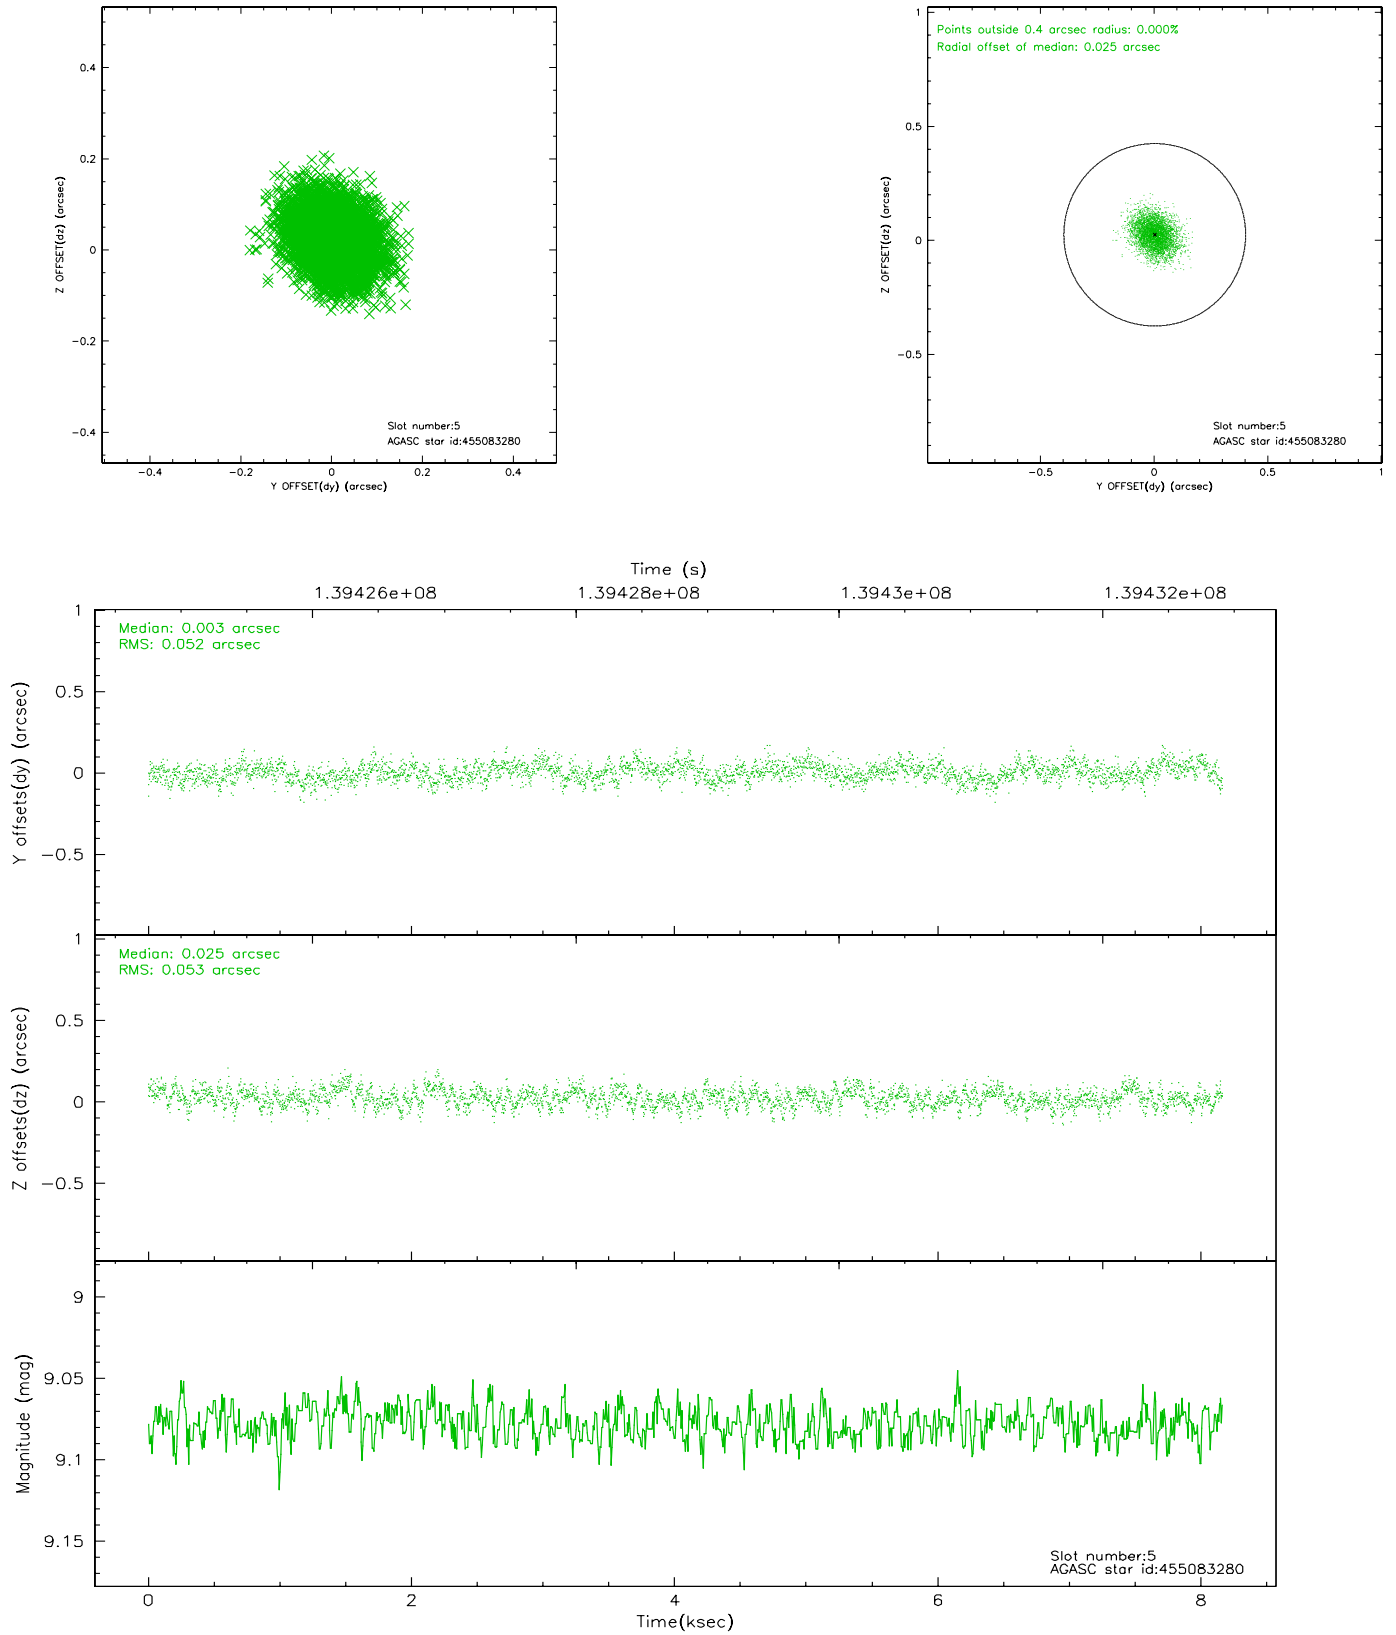 0.4
0.2
0
−0.2
−0.4
Z OFFSET(dz) (arcsec)
Slot number:5
AGASC star id:455083280
−0.4 −0.2 0 0.2 0.4
Y OFFSET(dy) (arcsec)
Points outside 0.4 arcsec radius: 0.000%
Radial offset of median: 0.025 arcsec
1
0.5
0
−0.5
Z OFFSET(dz) (arcsec)
Slot number:5
AGASC star id:455083280
−0.5 0 0.5 1
Y OFFSET(dy) (arcsec)
Time (s)
1.39426e+08 1.39428e+08 1.3943e+08 1.39432e+08
Median: 0.003 arcsec
RMS: 0.052 arcsec
1
0.5
0
−0.5
Y offsets(dy) (arcsec)
Median: 0.025 arcsec
RMS: 0.053 arcsec
1
0.5
0
−0.5
Z offsets(dz) (arcsec)
9
9.05
9.1
9.15
Magnitude (mag)
Slot number:5
AGASC star id:455083280
0 2 4 6 8
Time(ksec)